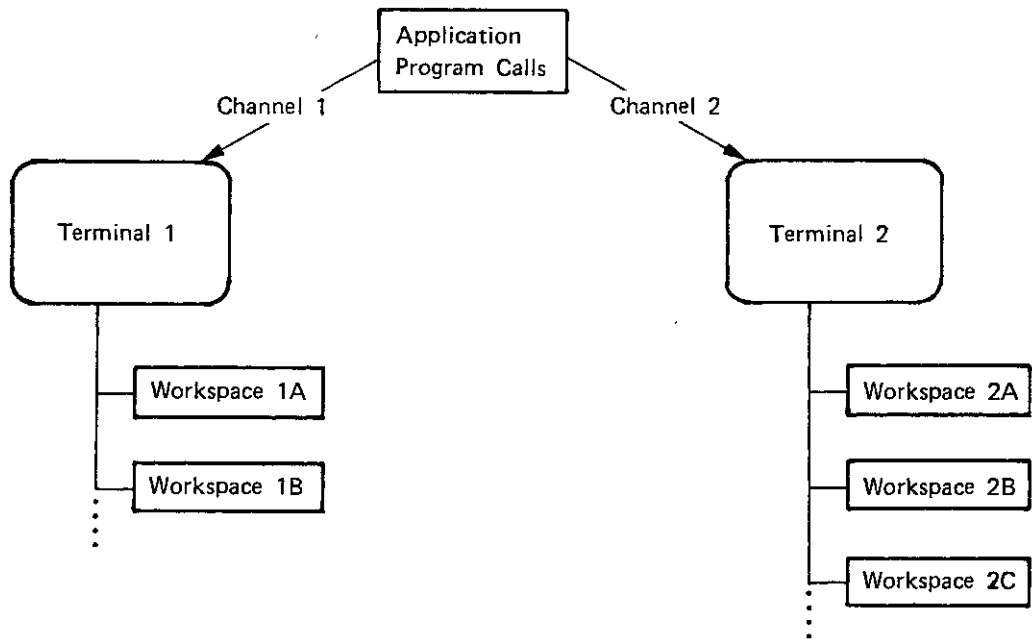 Application
Program Calls
Channel 1
Channel 2
Terminal 1
Terminal 2
Workspace 1A
Workspace 2A
Workspace 1B
Workspace 2B
Workspace 2C